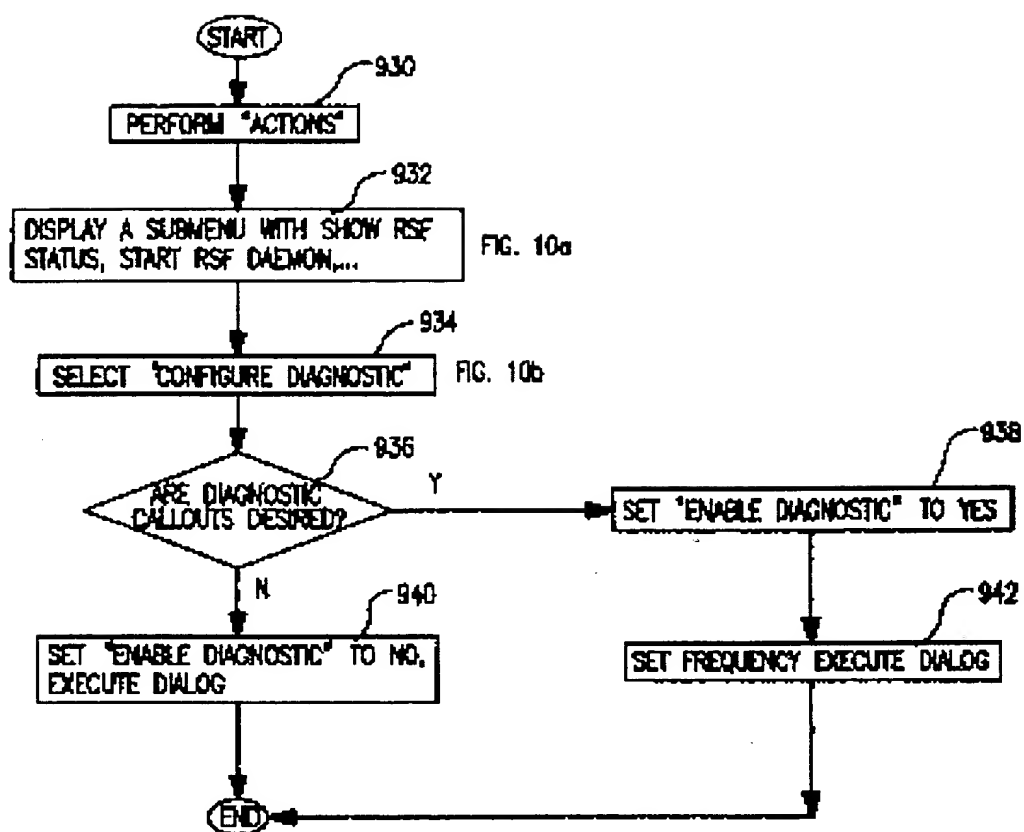 START
930
PERFORM "ACTIONS"
932
DISPLAY A SUBMENU WITH SHOW RSF
STATUS, START RSF DAEMON,...
FIG. 10a
934
SELECT "CONFIGURE DIAGNOSTIC"
FIG. 10b
936
ARE DIAGNOSTIC
CALLOUTS DESIRED?
Y
938
SET "ENABLE DIAGNOSTIC" TO YES
N
940
SET "ENABLE DIAGNOSTIC" TO NO,
EXECUTE DIALOG
942
SET FREQUENCY EXECUTE DIALOG
END